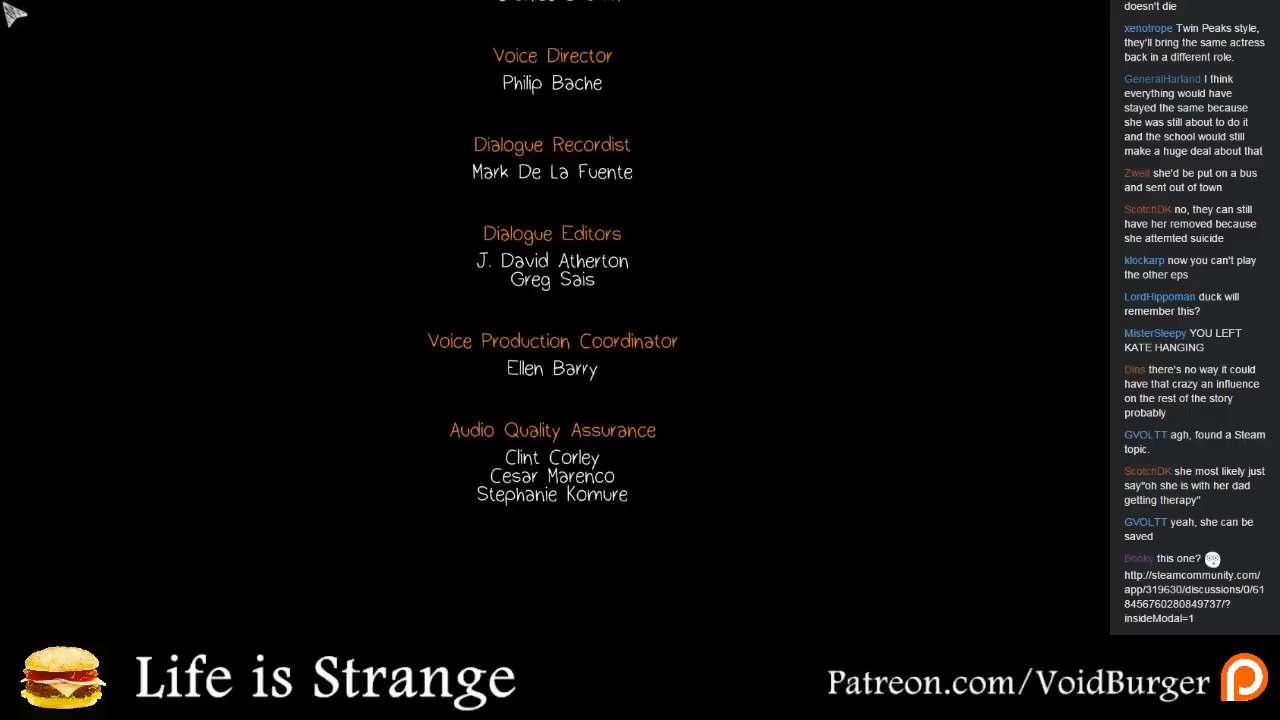 Voice Director
Philip Bache
Dialogue Recordist
Mark De La Fuente
Dialogue Editors
J. David Atherton
Greg Sais
Voice Production Coordinator
Ellen Barry
Audio Quality Assurance
Clint Corley
Cesar Marenco
Stephanie Komure
doesn't die
xenotrope Twin Peaks style,
they'll bring the same actress
back in a different role.
GeneralHarland I think
everything would have
stayed the same because
she was still about to do it
and the school would still
make a huge deal about that
Zweit she'd be put on a bus
and sent out of town
ScotchDK no, they can still
have her removed because
she attemted suicide
klockarp now you can't play
the other eps
LordHippoman duck will
remember this?
MisterSleepy YOU LEFT
KATE HANGING
Dins there's no way it could
have that crazy an influence
on the rest of the story
probably
GVOLTT agh, found a Steam
topic.
ScotchDK she most likely just
say"oh she is with her dad
getting therapy"
GVOLTT yeah, she can be
saved
this one?
http://steamcommunity.com/
app/319630/discussions/0/61
8456760280849737/?
insideModal=1
Life is Strange
Patreon.com/VoidBurger